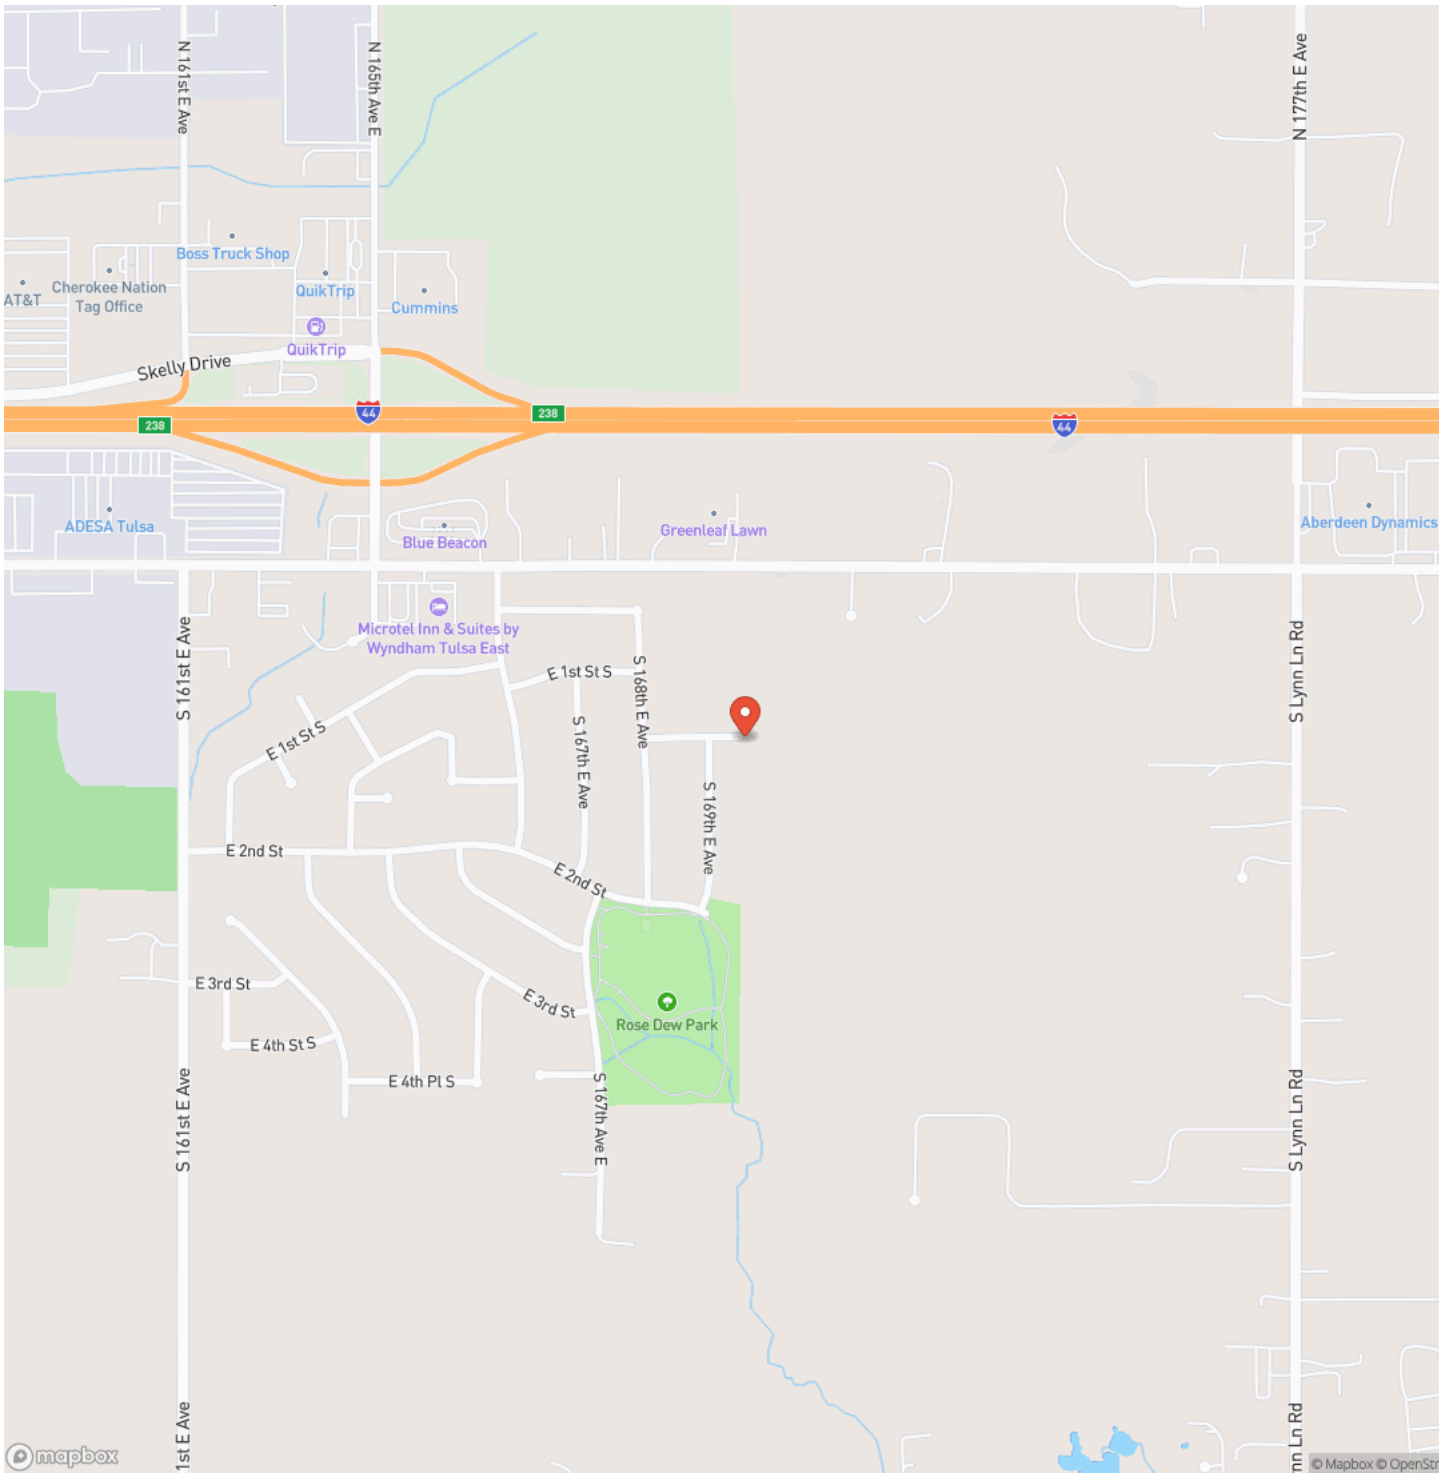 N 161st E Ave
N 165th Ave E
N 177th E Ave
Boss Truck Shop
QuikTrip
Cherokee Nation
Tag Office
AT&T
Cummins
QuikTrip
Skelly Drive
44
238
238
44
ADESA Tulsa
Blue Beacon
Greenleaf Lawn
Aberdeen Dynamics
Microtel Inn & Suites by
Wyndham Tulsa East
S 161st E Ave
E 1st St S
S 168th E Ave
S Lynn Ln Rd
E 1st St S
S 167th E Ave
S 169th E Ave
E 2nd St
E 2nd St
E 3rd St
E 3rd St
Rose Dew Park
E 4th St S
E 4th Pl S
S 167th Ave E
S 161st E Ave
S Lynn Ln Rd
1st E Ave
nn Ln Rd
mapbox
© Mapbox © OpenStr